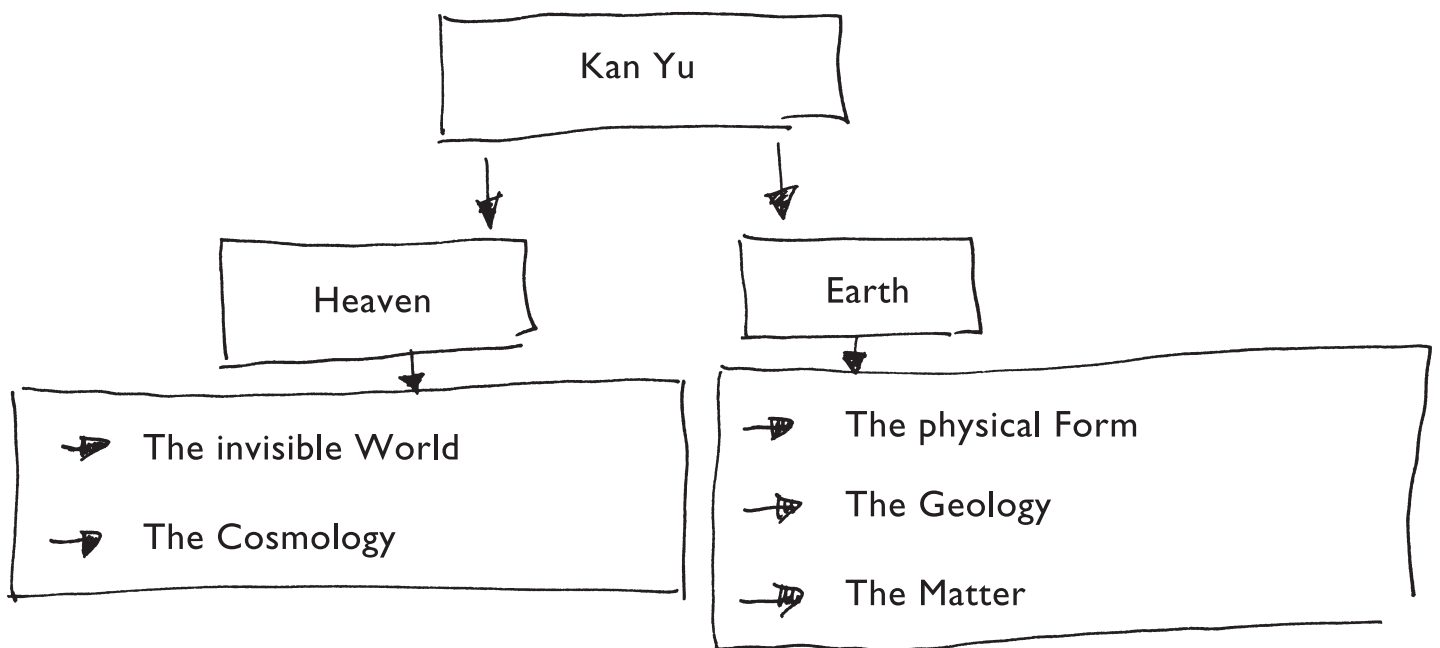 Kan Yu
Heaven
Earth
The invisible World
The Cosmology
The physical Form
The Geology
The Matter